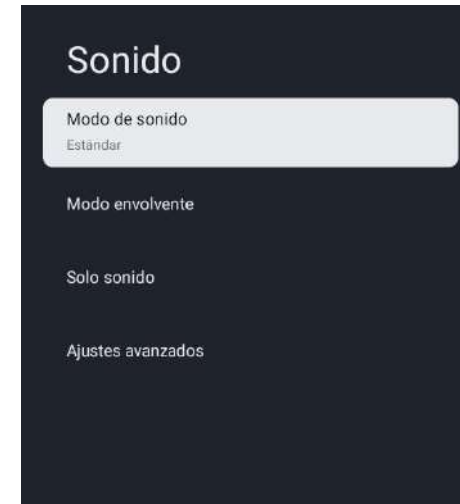 Sonido
Modo de sonido
Estándar
Modo envolvente
Solo sonido
Ajustes avanzados